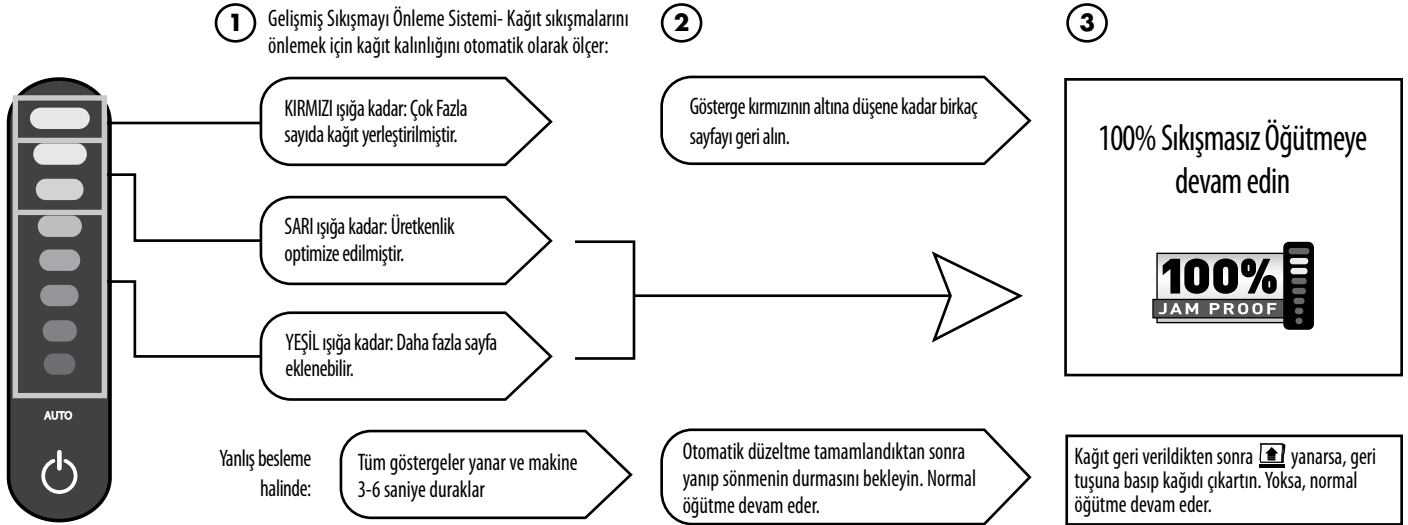 1
Gelişmiş Sıkışmayı Önleme Sistemi- Kağıt sıkışmalarını
önlemek için kağıt kalınlığını otomatik olarak ölçer:
KIRMIZI ışığa kadar: Çok Fazla
sayıda kağıt yerleştirilmiştir.
SARI ışığa kadar: Üretkenlik
optimize edilmiştir.
YEŞİL ışığa kadar: Daha fazla sayfa
eklenebilir.
2
Gösterge kırmızının altına düşene kadar birkaç
sayfayı geri alın.
3
100% Sıkışmasız Öğütmeye
devam edin
100%
JAM PROOF
AUTO
Yanlış besleme
halinde:
Tüm göstergeler yanar ve makine
3-6 saniye duraklar
Otomatik düzeltme tamamlandıktan sonra
yanıp sönmenin durmasını bekleyin. Normal
öğütme devam eder.
Kağıt geri verildikten sonra yanarsa, geri
tuşuna basıp kağıdı çıkartın. Yoksa, normal
öğütme devam eder.